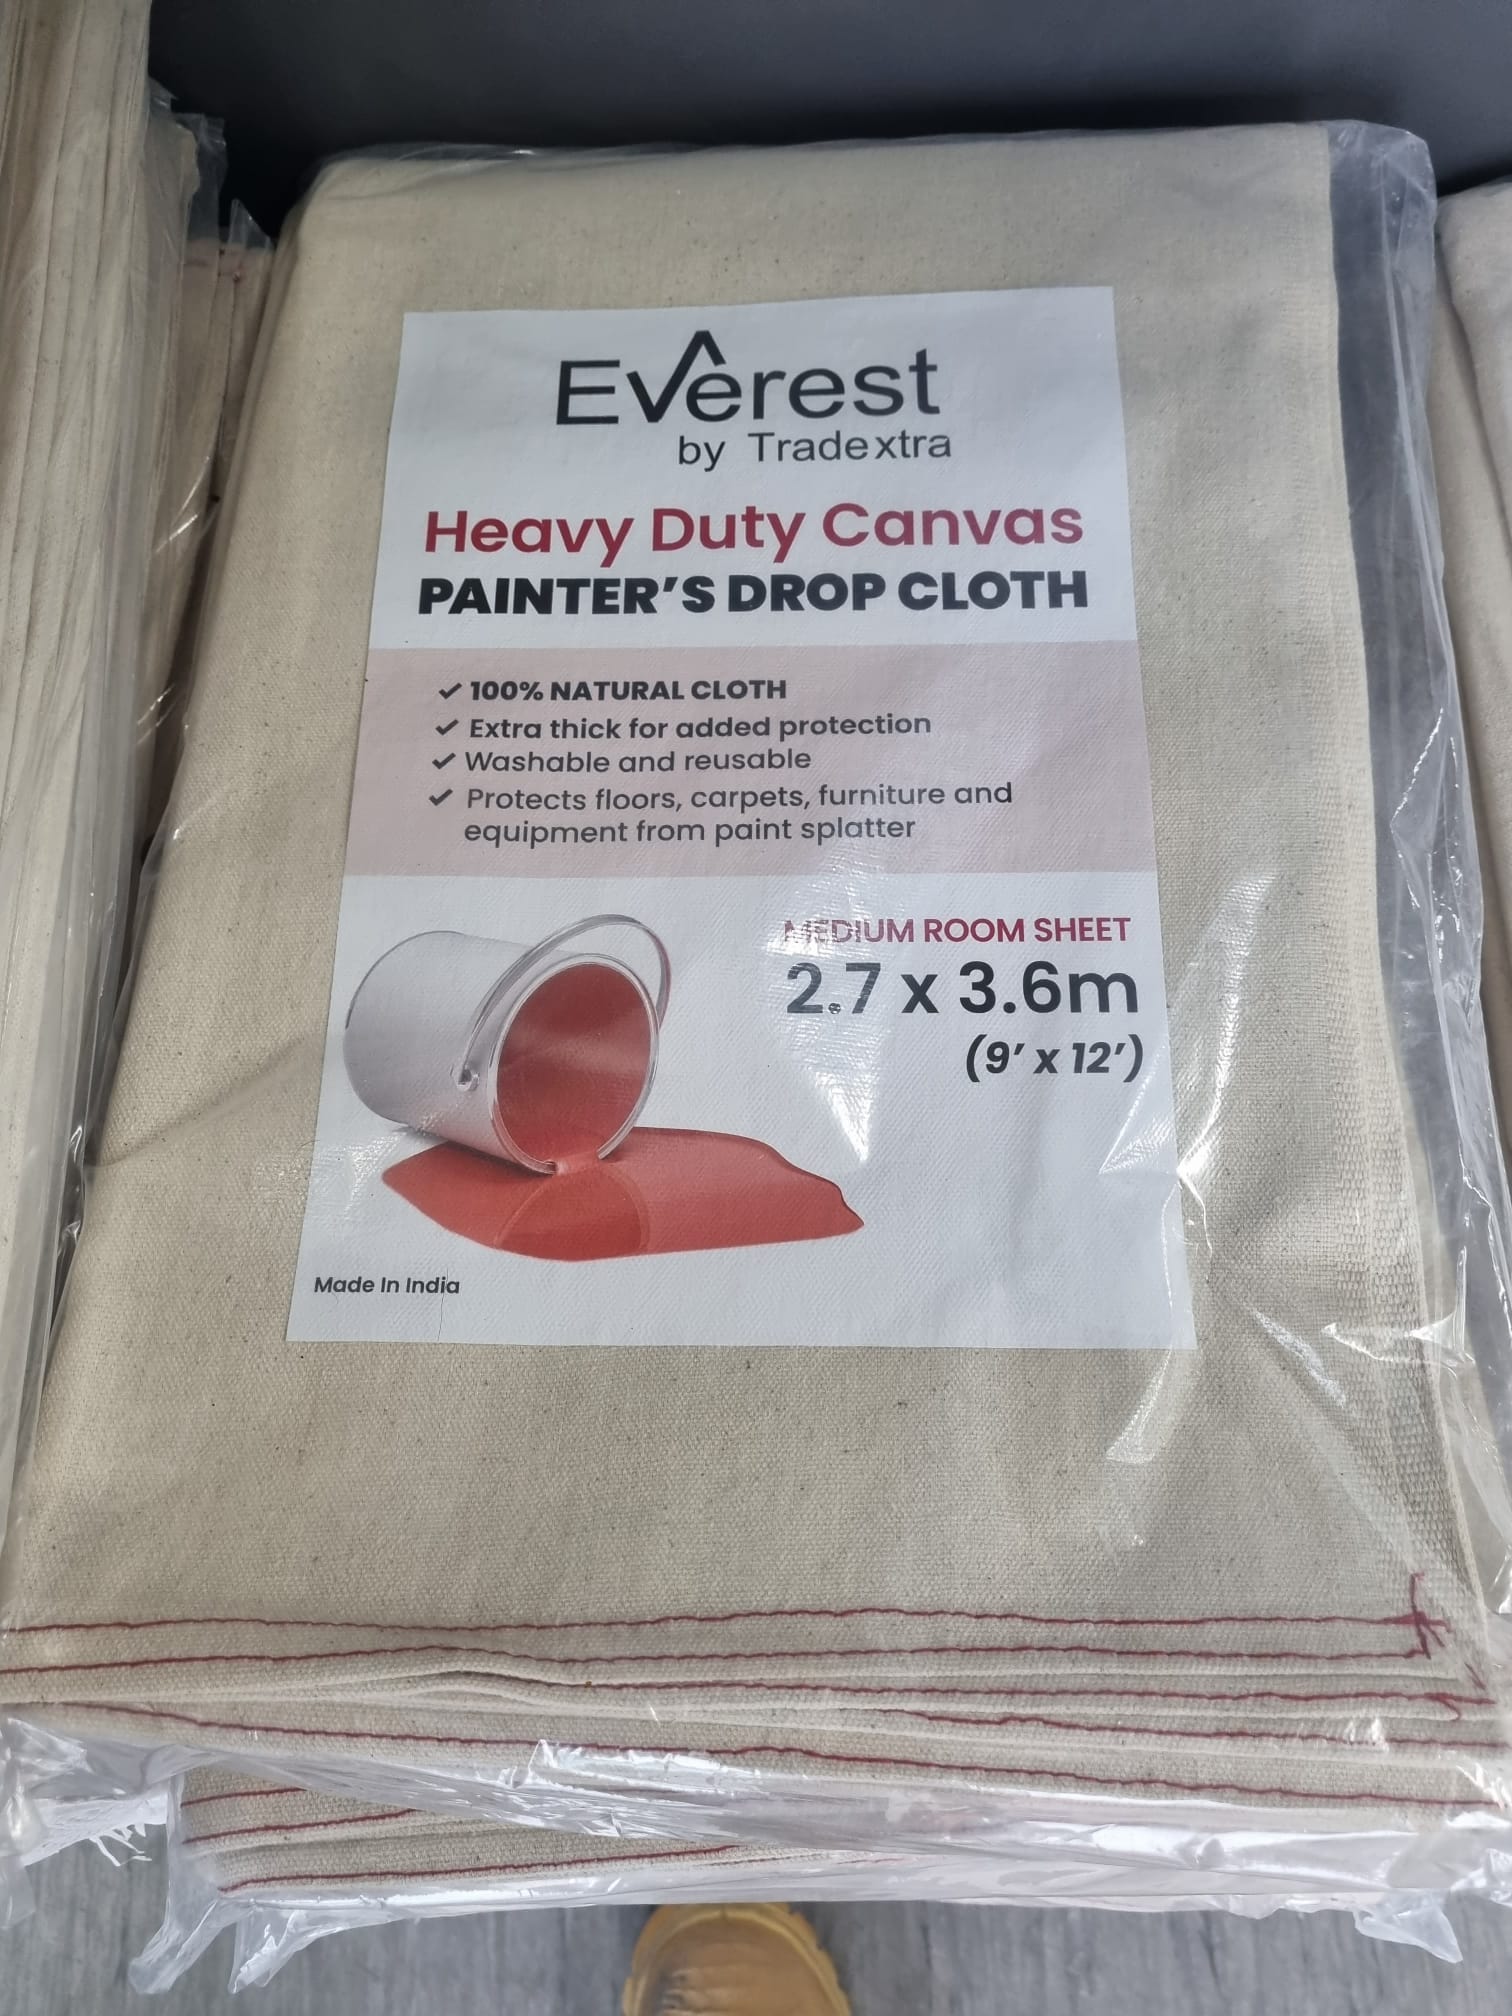 Everest
by Tradextra
Heavy Duty Canvas
PAINTER'S DROP CLOTH
✓ 100% NATURAL CLOTH
✓ Extra thick for added protection
✓ Washable and reusable
✓ Protects floors, carpets, furniture and
equipment from paint splatter
MEDIUM ROOM SHEET
2.7 x 3.6m
(9' x 12')
Made In India